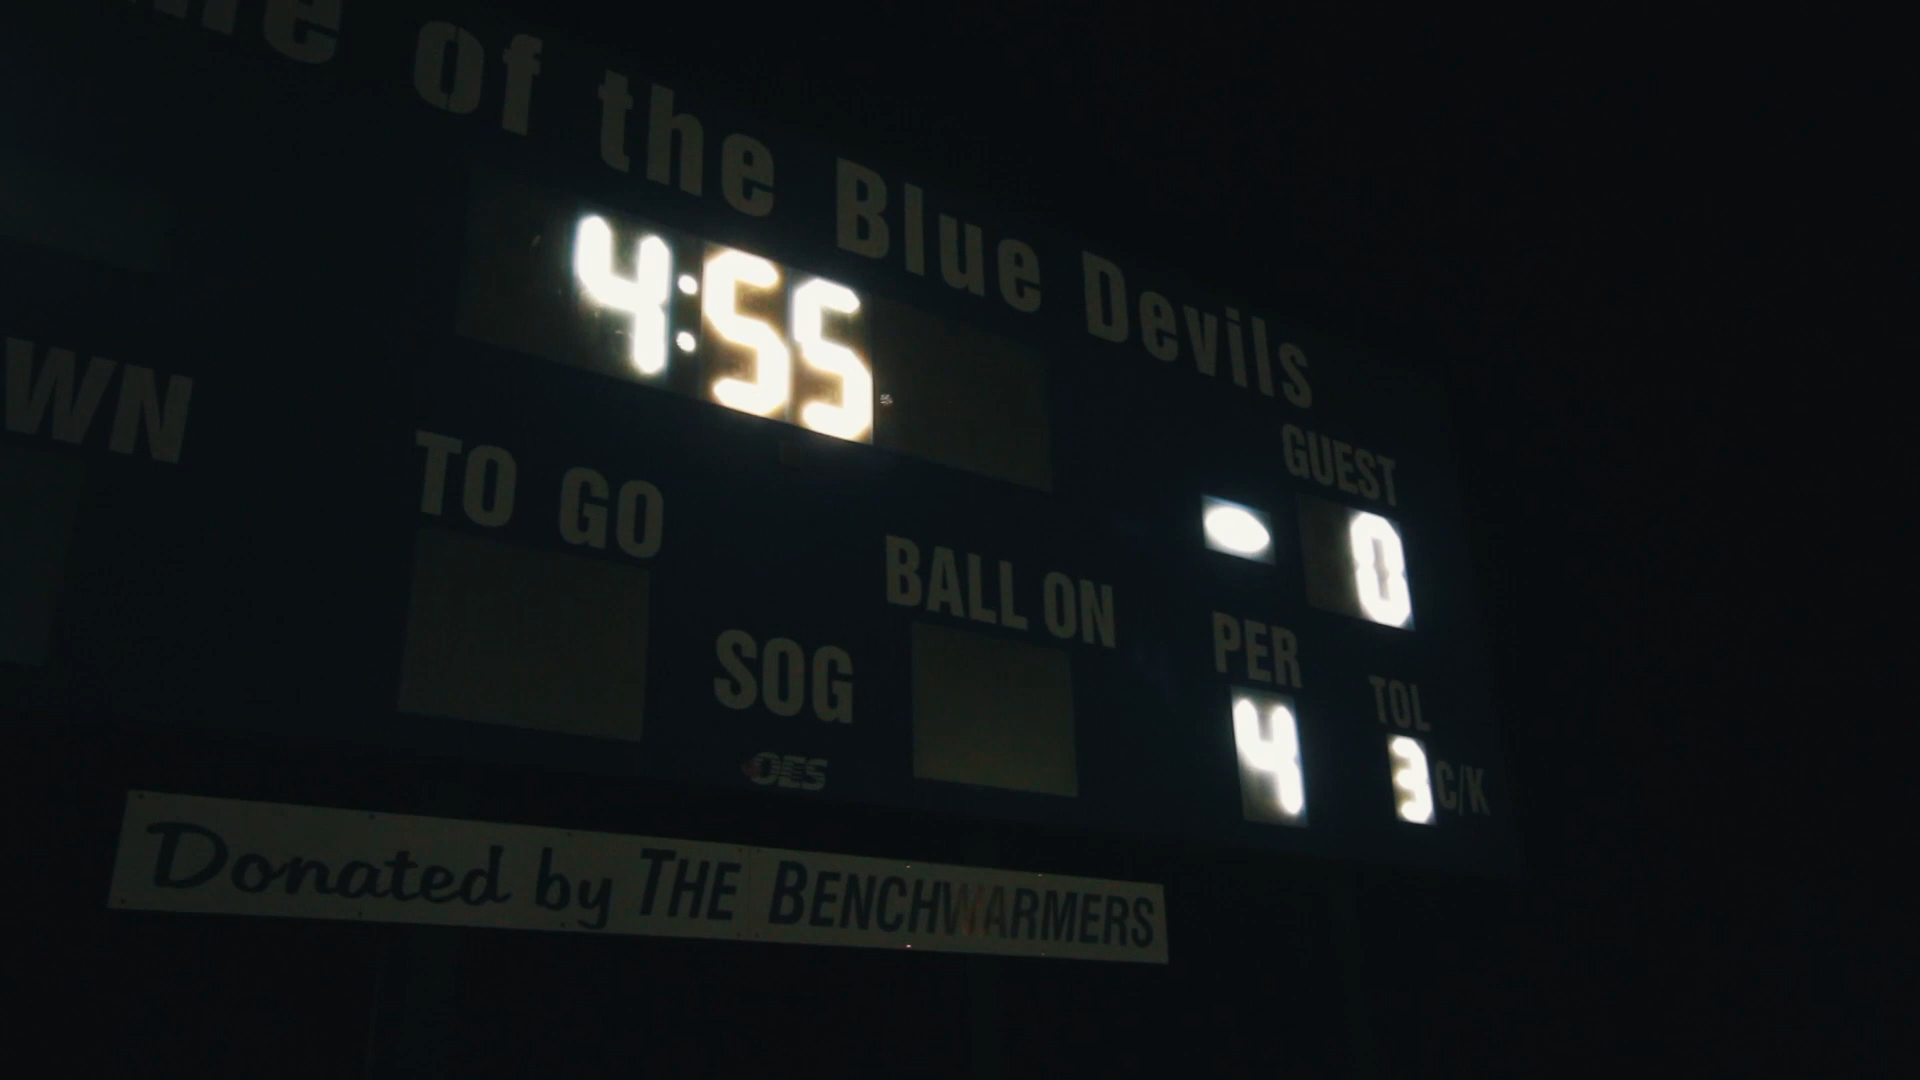 of the Blue Devils
4:55
GUEST
0
WN
TO GO
BALL ON
SOG
PER
4
TOL
3 C/K
OES
Donated by THE BENCHWARMERS